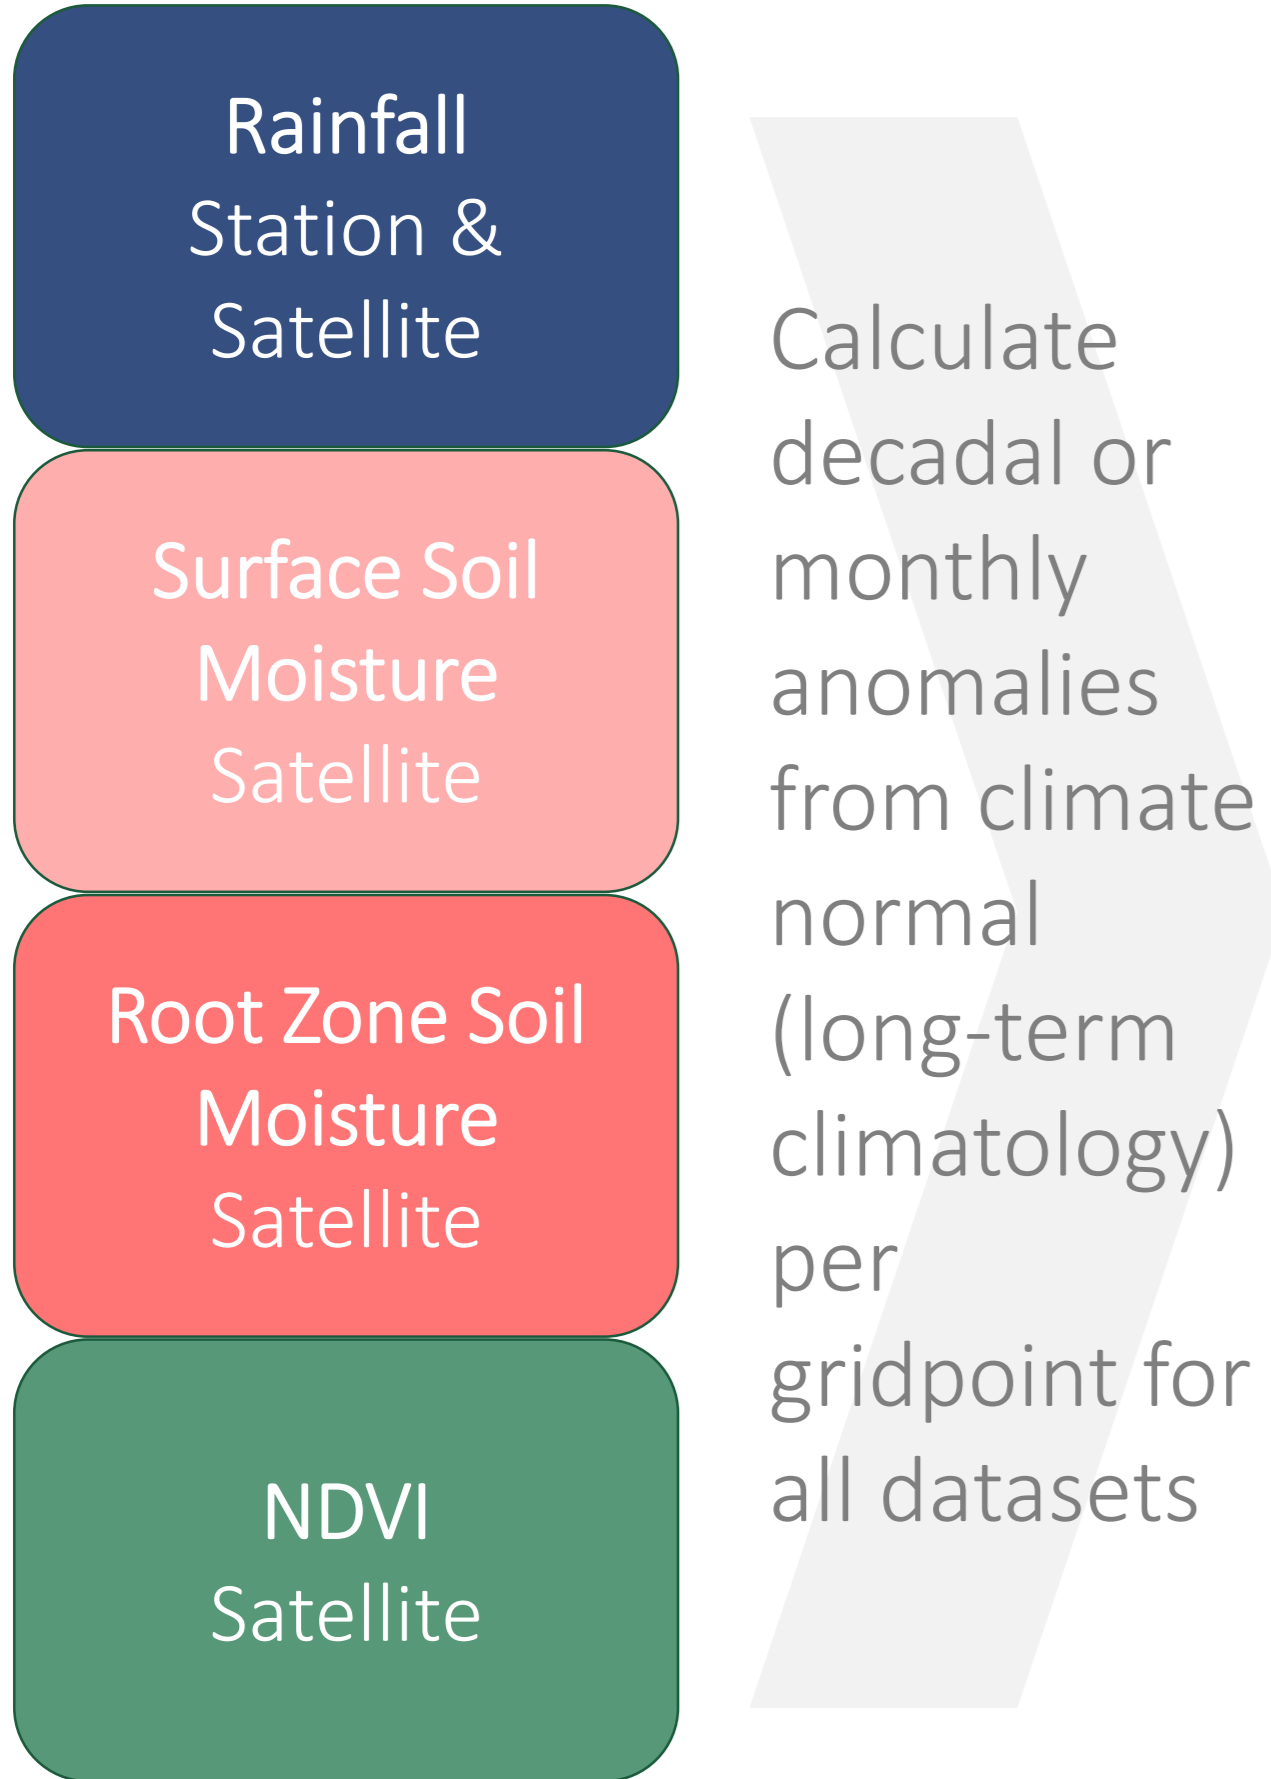 Rainfall
Station &
Satellite
Surface Soil
Moisture
Satellite
Root Zone Soil
Moisture
Satellite
NDVI
Satellite
Calculate
decadal or
monthly
anomalies
from climate
normal
(long-term
climatology)
per
gridpoint for
all datasets